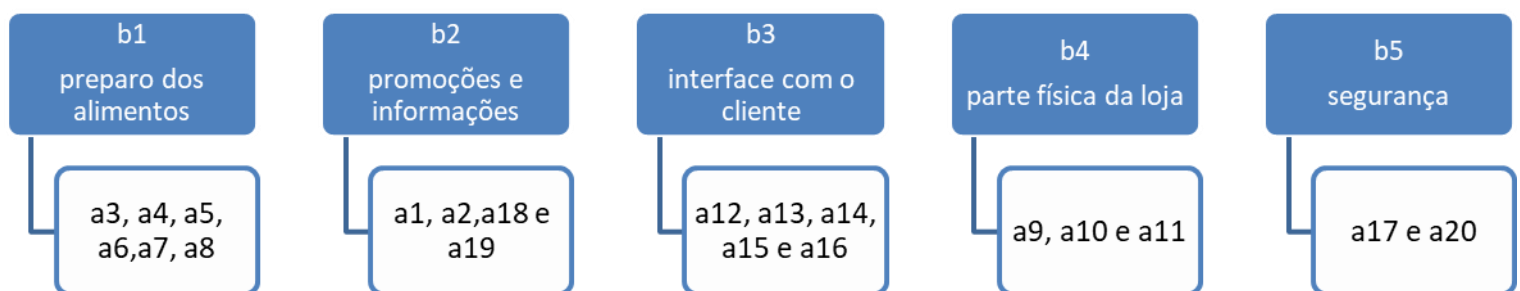 b1
preparo dos
alimentos
a3, a4, a5,
a6,a7, a8
b2
promoções e
informações
a1, a2,a18 e
a19
b3
interface com o
cliente
a12, a13, a14,
a15 e a16
b4
parte física da loja
a9, a10 e a11
b5
segurança
a17 e a20